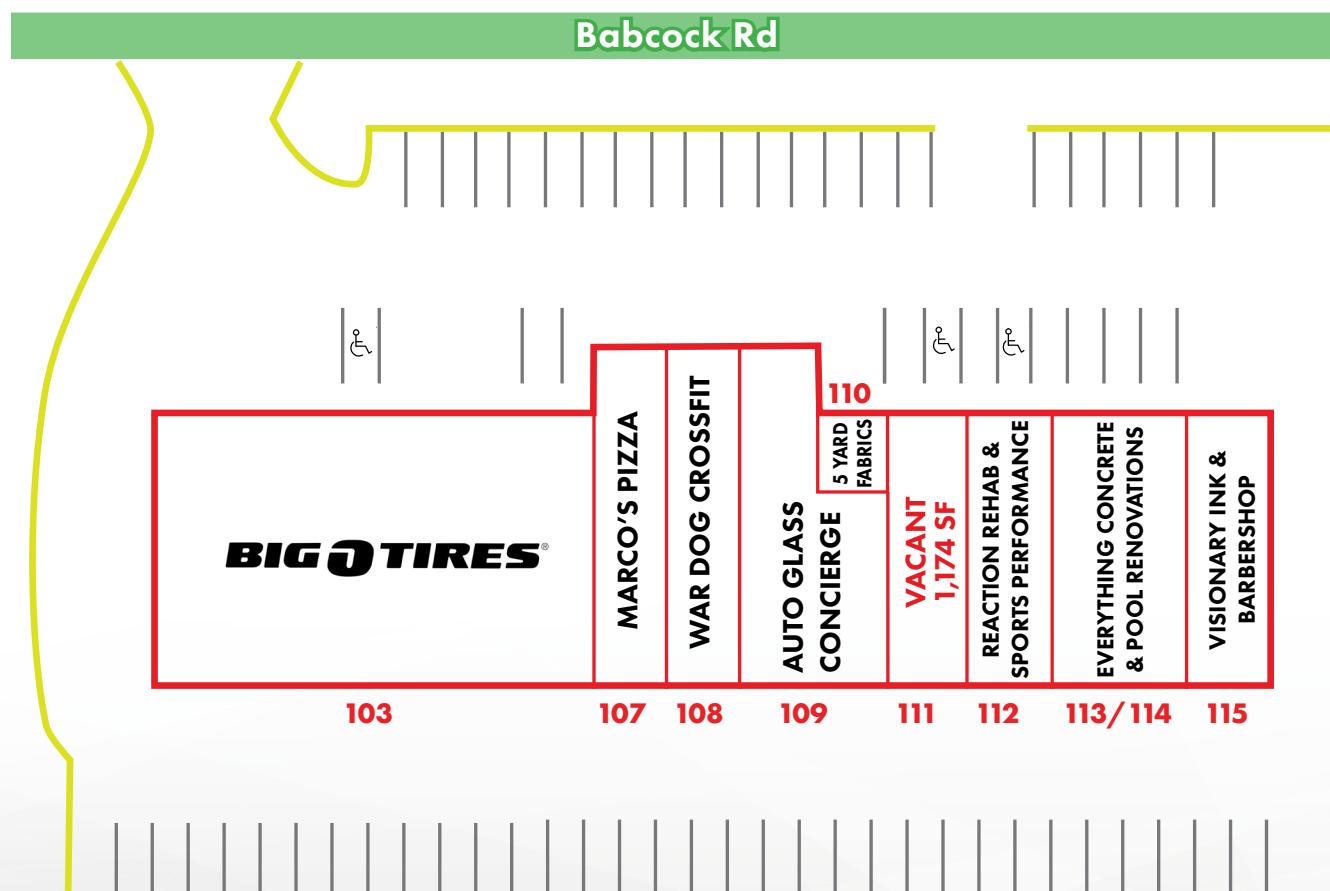 Babcock Rd
110
BIG O TIRES®
MARCO'S PIZZA
WAR DOG CROSSFIT
AUTO GLASS
CONCIERGE
5 YARD
FABRICS
VACANT
1,174 SF
REACTION REHAB &
SPORTS PERFORMANCE
EVERYTHING CONCRETE
& POOL RENOVATIONS
VISIONARY INK &
BARBERSHOP
103
107
108
109
111
112
113/114
115